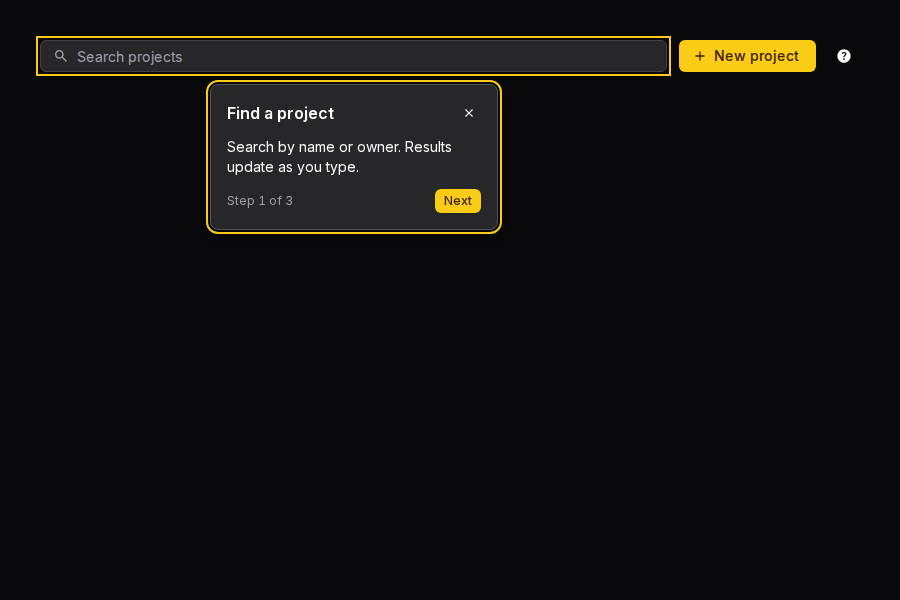 Search projects
New project
Find a project
Search by name or owner. Results
update as you type.
Step 1 of 3
Next